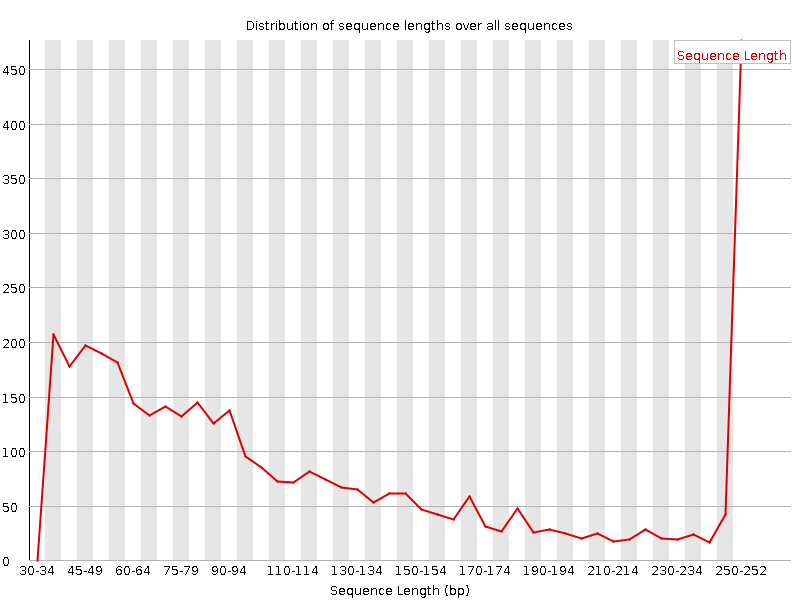 Distribution of sequence lengths over all sequences
Sequence Length
450
400
350
300
250
200
150
100
50
0
30-34 45-49 60-64 75-79 90-94 110-114 130-134 150-154 170-174 190-194 210-214 230-234 250-252
Sequence Length (bp)